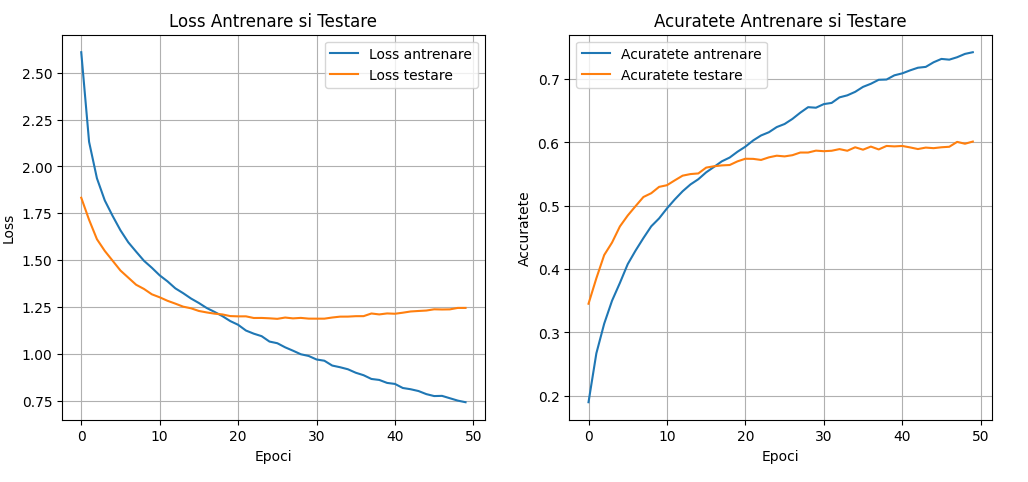 Loss Antrenare si Testare
Loss antrenare
Loss testare
2.50
2.25
2.00
1.75
1.50
1.25
1.00
0.75
Loss
0
10
20
30
40
50
Epoci
Acuratete Antrenare si Testare
Acuratete antrenare
Acuratete testare
0.7
0.6
0.5
0.4
0.3
0.2
Accuratete
0
10
20
30
40
50
Epoci